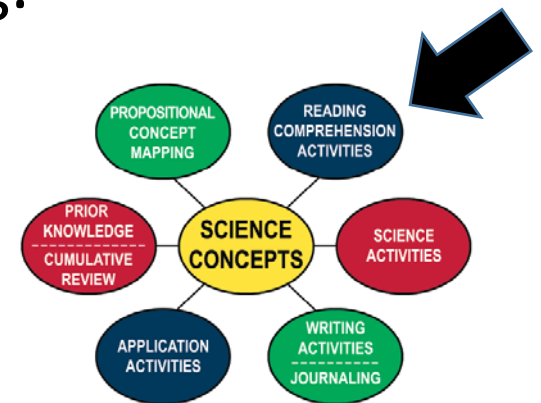 PROPOSITIONAL
CONCEPT
MAPPING
READING
COMPREHENSION
ACTIVITIES
PRIOR
KNOWLEDGE
CUMULATIVE
REVIEW
SCIENCE
CONCEPTS
SCIENCE
ACTIVITIES
APPLICATION
ACTIVITIES
WRITING
ACTIVITIES
JOURNALING